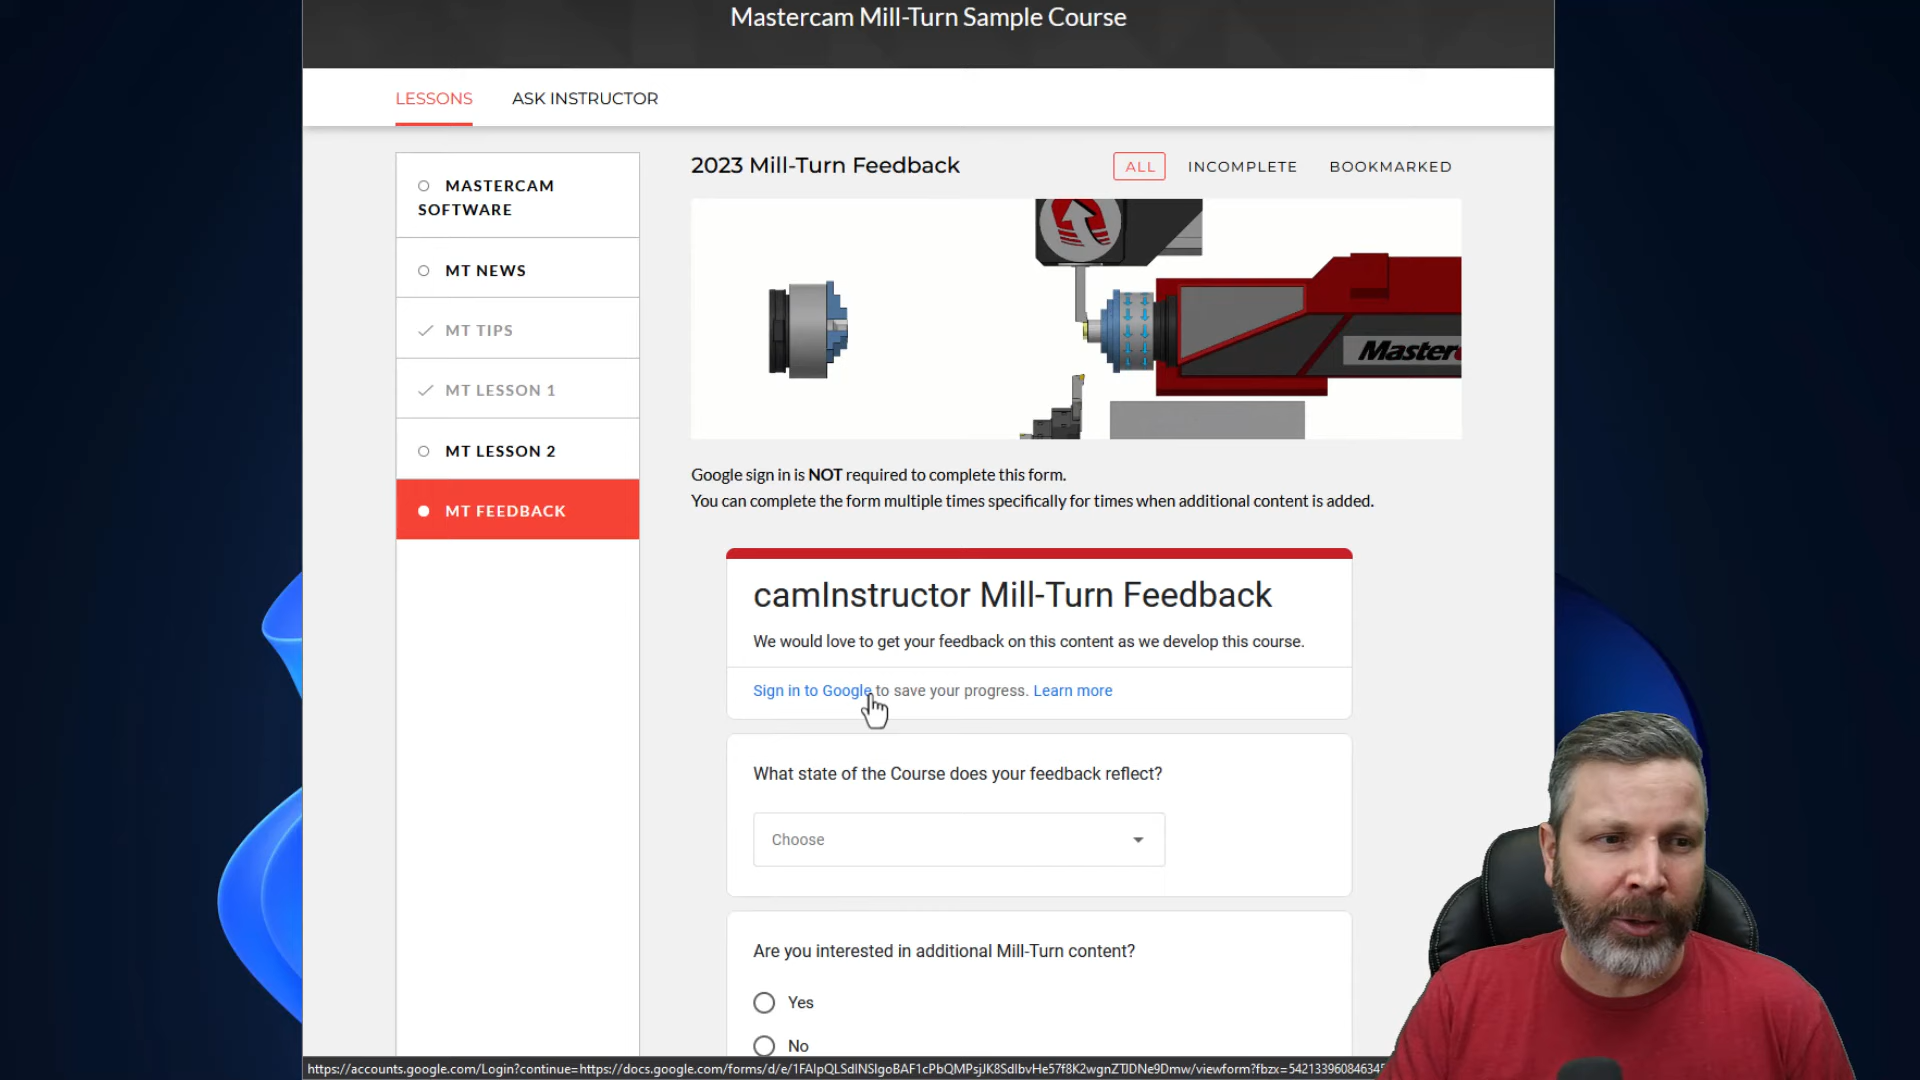 Mastercam Mill-Turn Sample Course
LESSONS
ASK INSTRUCTOR
MASTERCAM
SOFTWARE
MT NEWS
MT TIPS
MT LESSON 1
MT LESSON 2
MT FEEDBACK
2023 Mill-Turn Feedback
ALL
INCOMPLETE
BOOKMARKED
Master
Google sign in is NOT required to complete this form.
You can complete the form multiple times specifically for times when additional content is added.
camInstructor Mill-Turn Feedback
We would love to get your feedback on this content as we develop this course.
Sign in to Google to save your progress. Learn more
What state of the Course does your feedback reflect?
Choose
Are you interested in additional Mill-Turn content?
Yes
No